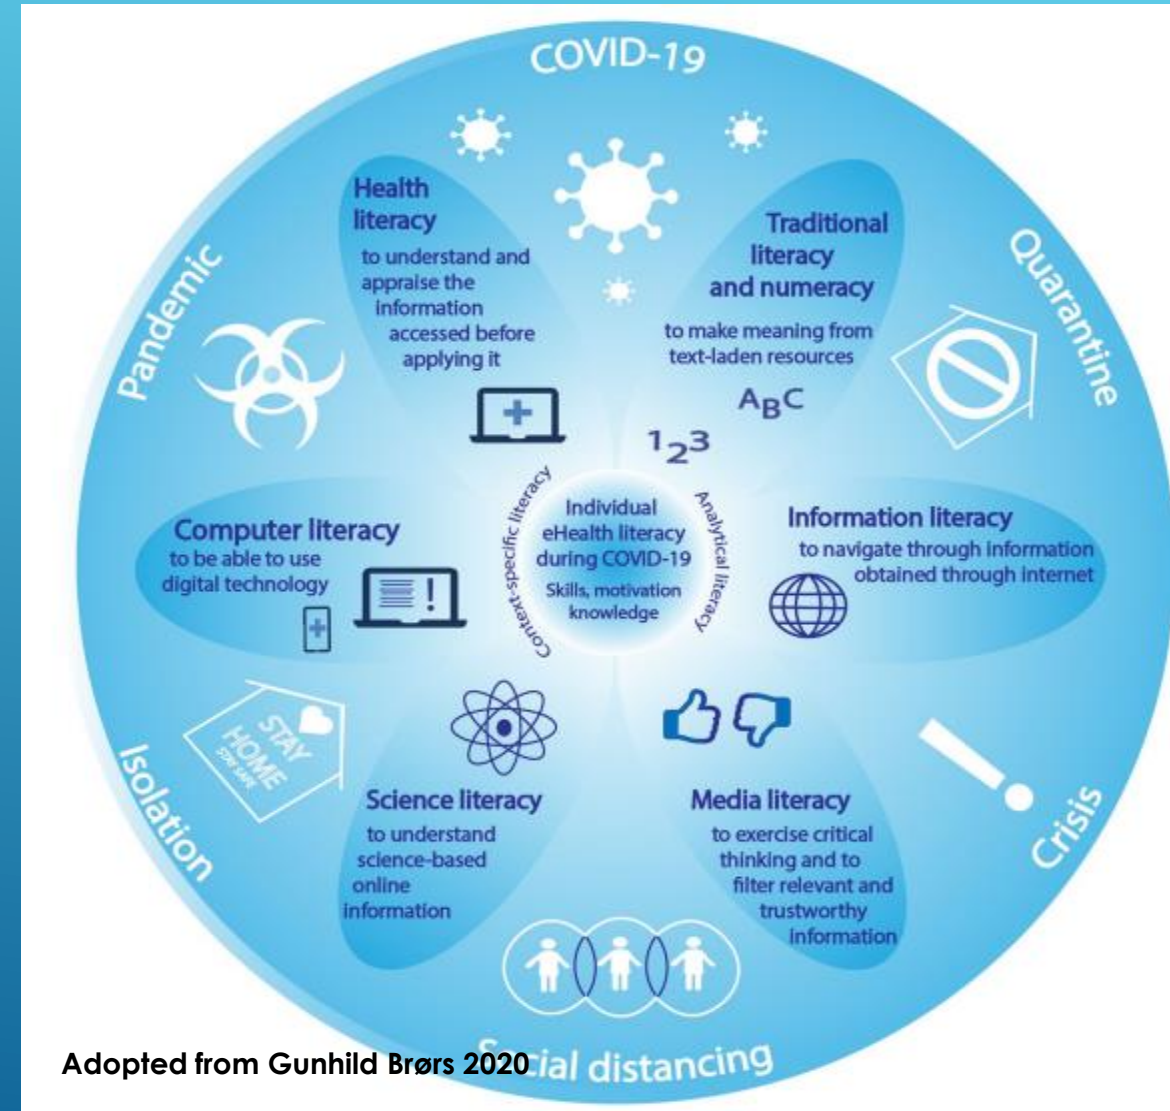 COVID-19
Pandemic
Quarantine
Health
literacy
to understand and
appraise the
information
accessed before
applying it
Traditional
literacy
and numeracy
to make meaning from
text-laden resources
ABC
123
Computer literacy
to be able to use
digital technology
Context-specific literacy
Individual
eHealth literacy
during COVID-19
Skills, motivation
knowledge
Analytical literacy
Information literacy
to navigate through information
obtained through internet
STAY
HOME
STAY SAFE
Isolation
Crisis
Science literacy
to understand
science-based
online
information
Media literacy
to exercise critical
thinking and to
filter relevant and
trustworthy
information
Social distancing
Adopted from Gunhild Brørs 2020